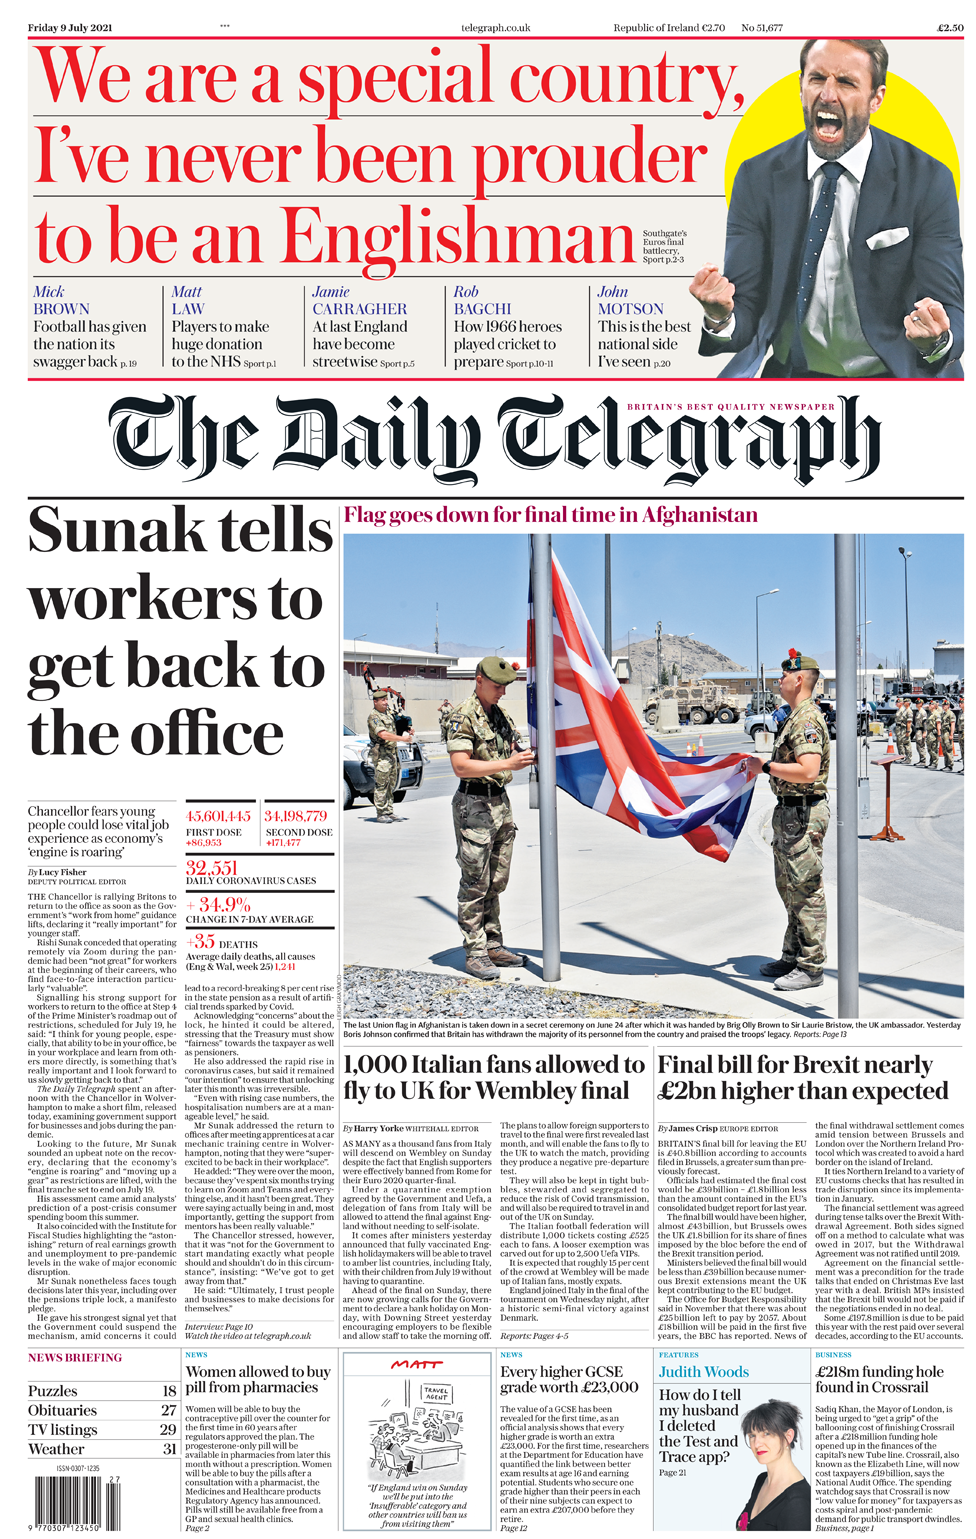 Friday 9 July 2021
***
telegraph.co.uk
Republic of Ireland €2.70
No 51,677
£2.50
We are a special country,
I've never been prouder
to be an Englishman
Southgate's
Euros final
battlecry,
Sport p.2-3
Mick
BROWN
Football has given
the nation its
swagger back p.19
Matt
LAW
Players to make
huge donation
to the NHS Sport p.1
Jamie
CARRAGHER
At last England
have become
streetwise Sport p.5
Rob
BAGCHI
How 1966 heroes
played cricket to
prepare Sport p.10-11
John
MOTSON
This is the best
national side
I've seen p.20
BRITAIN'S BEST QUALITY NEWSPAPER
The Daily Telegraph
Sunak tells
workers to
get back to
the office
Chancellor fears young
people could lose vital job
experience as economy's
'engine is roaring'
By Lucy Fisher
DEPUTY POLITICAL EDITOR
THE Chancellor is rallying Britons to
return to the office as soon as the Gov-
ernment's "work from home" guidance
lifts, declaring it "really important" for
younger staff.
Rishi Sunak conceded that operating
remotely via Zoom during the pan-
demic had been "not great" for workers
at the beginning of their careers, who
find face-to-face interaction particu-
larly "valuable".
Signalling his strong support for
workers to return to the office at Step 4
of the Prime Minister's roadmap out of
restrictions, scheduled for July 19, he
said: "I think for young people, espe-
cially, that ability to be in your office, be
in your workplace and learn from oth-
ers more directly, is something that's
really important and I look forward to
us slowly getting back to that."
The Daily Telegraph spent an after-
noon with the Chancellor in Wolver-
hampton to make a short film, released
today, examining government support
for businesses and jobs during the pan-
demic.
Looking to the future, Mr Sunak
sounded an upbeat note on the recov-
ery, declaring that the economy's
"engine is roaring" and "moving up a
gear" as restrictions are lifted, with the
final tranche set to end on July 19.
His assessment came amid analysts'
prediction of a post-crisis consumer
spending boom this summer.
It also coincided with the Institute for
Fiscal Studies highlighting the "aston-
ishing" return of real earnings growth
and unemployment to pre-pandemic
levels in the wake of major economic
disruption.
Mr Sunak nonetheless faces tough
decisions later this year, including over
the pensions triple lock, a manifesto
pledge.
He gave his strongest signal yet that
the Government could suspend the
mechanism, amid concerns it could
45,601,445
FIRST DOSE
+86,953
34,198,779
SECOND DOSE
+171,477
32,551
DAILY CORONAVIRUS CASES
+ 34.9%
CHANGE IN 7-DAY AVERAGE
+35 DEATHS
Average daily deaths, all causes
(Eng & Wal, week 25) 1,241
lead to a record-breaking 8 per cent rise
in the state pension as a result of artifi-
cial trends sparked by Covid.
Acknowledging "concerns" about the
lock, he hinted it could be altered,
stressing that the Treasury must show
"fairness" towards the taxpayer as well
as pensioners.
He also addressed the rapid rise in
coronavirus cases, but said it remained
"our intention" to ensure that unlocking
later this month was irreversible.
"Even with rising case numbers, the
hospitalisation numbers are at a man-
ageable level," he said.
Mr Sunak addressed the return to
offices after meeting apprentices at a car
mechanic training centre in Wolver-
hampton, noting that they were "super-
excited to be back in their workplace".
He added: "They were over the moon,
because they've spent six months trying
to learn on Zoom and Teams and every-
thing else, and it hasn't been great. They
were saying actually being in and, most
importantly, getting the support from
mentors has been really valuable."
The Chancellor stressed, however,
that it was "not for the Government to
start mandating exactly what people
should and shouldn't do in this circum-
stance", insisting: "We've got to get
away from that."
He said: "Ultimately, I trust people
and businesses to make decisions for
themselves."
Interview: Page 10
Watch the video at telegraph.co.uk
Flag goes down for final time in Afghanistan
The last Union flag in Afghanistan is taken down in a secret ceremony on June 24 after which it was handed by Brig Olly Brown to Sir Laurie Bristow, the UK ambassador. Yesterday
Boris Johnson confirmed that Britain has withdrawn the majority of its personnel from the country and praised the troops' legacy. Reports: Page 13
1,000 Italian fans allowed to
fly to UK for Wembley final
By Harry Yorke WHITEHALL EDITOR
AS MANY as a thousand fans from Italy
will descend on Wembley on Sunday
despite the fact that English supporters
were effectively banned from Rome for
their Euro 2020 quarter-final.
Under a quarantine exemption
agreed by the Government and Uefa, a
delegation of fans from Italy will be
allowed to attend the final against Eng-
land without needing to self-isolate.
It comes after ministers yesterday
announced that fully vaccinated Eng-
lish holidaymakers will be able to travel
to amber list countries, including Italy,
with their children from July 19 without
having to quarantine.
Ahead of the final on Sunday, there
are now growing calls for the Govern-
ment to declare a bank holiday on Mon-
day, with Downing Street yesterday
encouraging employers to be flexible
and allow staff to take the morning off.
The plans to allow foreign supporters to
travel to the final were first revealed last
month, and will enable the fans to fly to
the UK to watch the match, providing
they produce a negative pre-departure
test.
They will also be kept in tight bub-
bles, stewarded and segregated to
reduce the risk of Covid transmission,
and will also be required to travel in and
out of the UK on Sunday.
The Italian football federation will
distribute 1,000 tickets costing £525
each to fans. A looser exemption was
carved out for up to 2,500 Uefa VIPs.
It is expected that roughly 15 per cent
of the crowd at Wembley will be made
up of Italian fans, mostly expats.
England joined Italy in the final of the
tournament on Wednesday night, after
a historic semi-final victory against
Denmark.
Reports: Pages 4-5
Final bill for Brexit nearly
£2bn higher than expected
By James Crisp EUROPE EDITOR
BRITAIN'S final bill for leaving the EU
is £40.8billion according to accounts
filed in Brussels, a greater sum than pre-
viously forecast.
Officials had estimated the final cost
would be £39billion – £1.8billion less
than the amount contained in the EU's
consolidated budget report for last year.
The final bill would have been higher,
almost £43billion, but Brussels owes
the UK £1.8billion for its share of fines
imposed by the bloc before the end of
the Brexit transition period.
Ministers believed the final bill would
be less than £39billion because numer-
ous Brexit extensions meant the UK
kept contributing to the EU budget.
The Office for Budget Responsibility
said in November that there was about
£25billion left to pay by 2057. About
£18billion will be paid in the first five
years, the BBC has reported. News of
the final withdrawal settlement comes
amid tension between Brussels and
London over the Northern Ireland Pro-
tocol which was created to avoid a hard
border on the island of Ireland.
It ties Northern Ireland to a variety of
EU customs checks that has resulted in
trade disruption since its implementa-
tion in January.
The financial settlement was agreed
during tense talks over the Brexit With-
drawal Agreement. Both sides signed
off on a method to calculate what was
owed in 2017, but the Withdrawal
Agreement was not ratified until 2019.
Agreement on the financial settle-
ment was a precondition for the trade
talks that ended on Christmas Eve last
year with a deal. British MPs insisted
that the Brexit bill would not be paid if
the negotiations ended in no deal.
Some £197.8million is due to be paid
this year with the rest paid over several
decades, according to the EU accounts.
NEWS BRIEFING
Puzzles 18
Obituaries 27
TV listings 29
Weather 31
ISSN-0307-1235
27
9 770307 123450
NEWS
Women allowed to buy
pill from pharmacies
Women will be able to buy the
contraceptive pill over the counter for
the first time in 60 years after
regulators approved the plan. The
progesterone-only pill will be
available in pharmacies from later this
month without a prescription. Women
will be able to buy the pills after a
consultation with a pharmacist, the
Medicines and Healthcare products
Regulatory Agency has announced.
Pills will still be available free from a
GP and sexual health clinics.
Page 2
MATT
TRAVEL
AGENT
"If England win on Sunday
we'll be put into the
'Insufferable' category and
other countries will ban us
from visiting them"
NEWS
Every higher GCSE
grade worth £23,000
The value of a GCSE has been
revealed for the first time, as an
official analysis shows that every
higher grade is worth an extra
£23,000. For the first time, researchers
at the Department for Education have
quantified the link between better
exam results at age 16 and earning
potential. Students who secure one
grade higher than their peers in each
of their nine subjects can expect to
earn an extra £207,000 before they
retire.
Page 12
FEATURES
Judith Woods
How do I tell
my husband
I deleted
the Test and
Trace app?
Page 21
BUSINESS
£218m funding hole
found in Crossrail
Sadiq Khan, the Mayor of London, is
being urged to "get a grip" of the
ballooning cost of finishing Crossrail
after a £218million funding hole
opened up in the finances of the
capital's new Tube line. Crossrail, also
known as the Elizabeth Line, will now
cost taxpayers £19billion, says the
National Audit Office. The spending
watchdog says that Crossrail is now
"low value for money" for taxpayers as
costs spiral and post-pandemic
demand for public transport dwindles.
Business, page 1